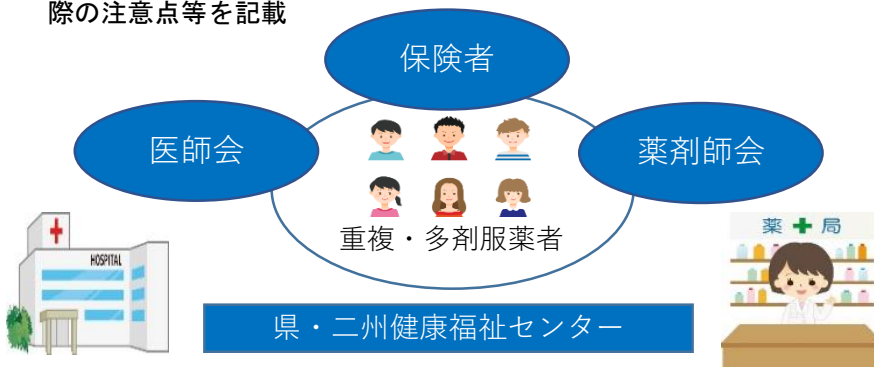 際の注意点等を記載
保険者
医師会
薬剤師会
重複・多剤服薬者
HOSPITAL
薬局
県・二州健康福祉センター